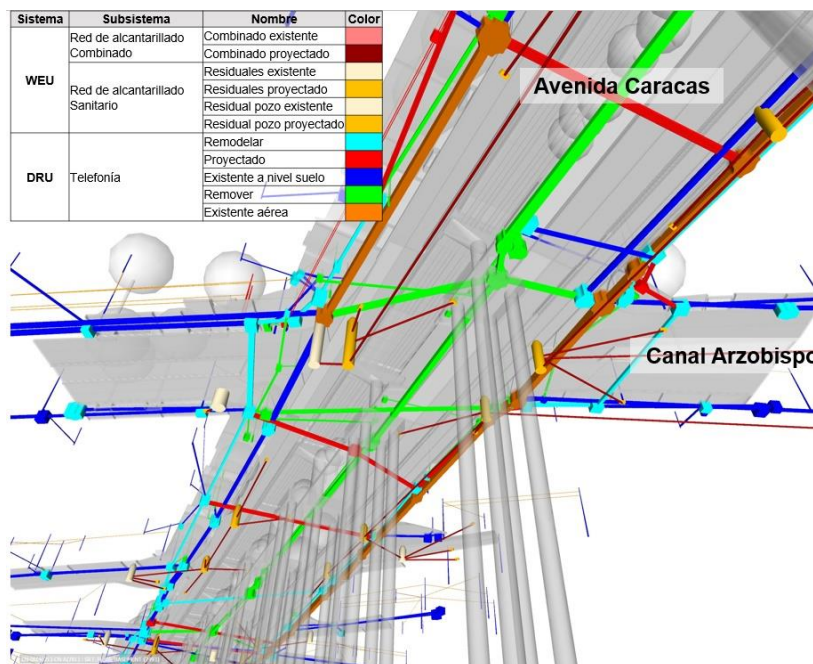 Sistema Subsistema Nombre Color
WEU Red de alcantarillado Combinado Combinado existente
Combinado proyectado
Red de alcantarillado Sanitario Residuales existente
Residuales proyectado
Residual pozo existente
Residual pozo proyectado
DRU Telefonía Remodelar
Proyectado
Existente a nivel suelo
Remover
Existente aérea
Avenida Caracas
Canal Arzobispo